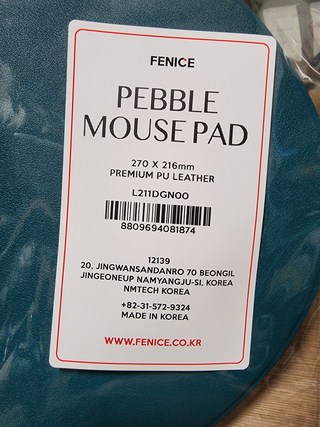 FENICE
PEBBLE
MOUSE PAD
270 X 216mm
PREMIUM PU LEATHER
L211DGN00
8809694081874
12139
20, JINGWANSANDANRO 70 BEONGIL
JINGEONEUP NAMYANGJU-SI, KOREA
NMTECH KOREA
+82-31-572-9324
MADE IN KOREA
WWW.FENICE.CO.KR